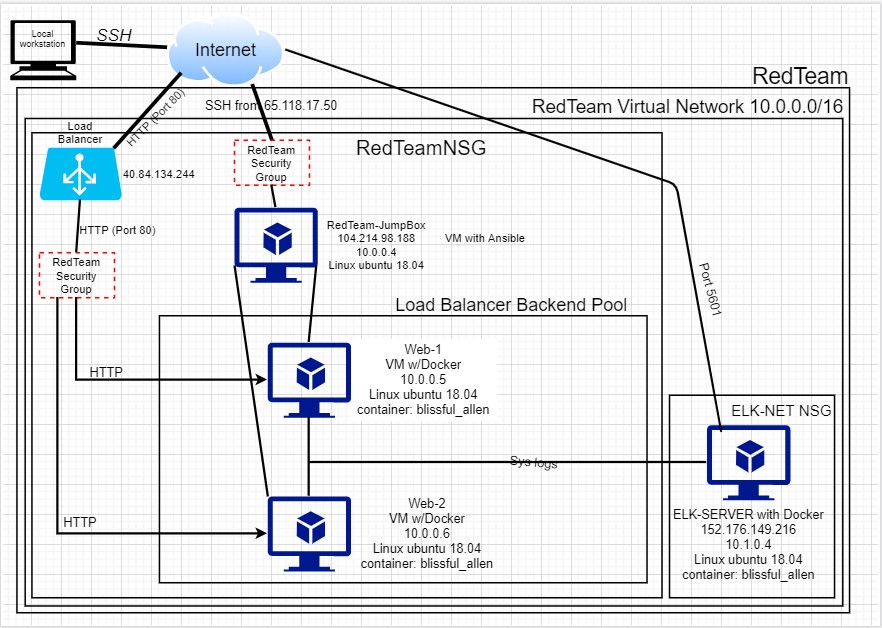 Local
workstation
SSH
Internet
RedTeam
HTTP (Port 80)
SSH from 65.118.17.50
RedTeam Virtual Network 10.0.0.0/16
Load
Balancer
40.84.134.244
RedTeam
Security
Group
RedTeamNSG
HTTP (Port 80)
RedTeam-JumpBox
104.214.98.188
10.0.0.4
Linux ubuntu 18.04
VM with Ansible
RedTeam
Security
Group
Port 5601
Load Balancer Backend Pool
HTTP
Web-1
VM w/Docker
10.0.0.5
Linux ubuntu 18.04
container: blissful_allen
ELK-NET NSG
Sys logs
HTTP
Web-2
VM w/Docker
10.0.0.6
Linux ubuntu 18.04
container: blissful_allen
ELK-SERVER with Docker
152.176.149.216
10.1.0.4
Linux ubuntu 18.04
container: blissful_allen